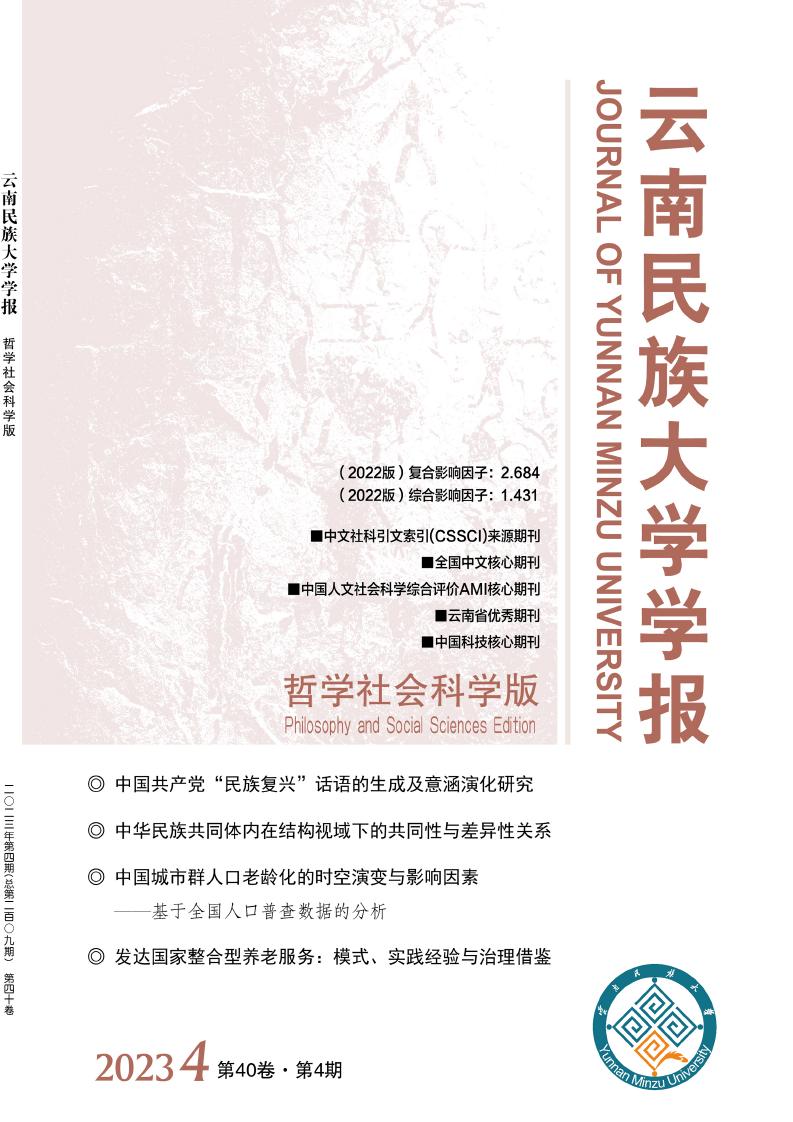 云南民族大学学报
JOURNAL OF YUNNAN MINZU UNIVERSITY
云南民族大学学报 哲学社会科学版
二〇二三年第四期(总第二百〇九期) 第四十卷
(2022版)复合影响因子:2.684
(2022版)综合影响因子:1.431
■中文社科引文索引(CSSCI)来源期刊
■全国中文核心期刊
■中国人文社会科学综合评价AMI核心期刊
■云南省优秀期刊
■中国科技核心期刊
哲学社会科学版
Philosophy and Social Sciences Edition
◎ 中国共产党“民族复兴”话语的生成及意涵演化研究
◎ 中华民族共同体内在结构视域下的共同性与差异性关系
◎ 中国城市群人口老龄化的时空演变与影响因素
——基于全国人口普查数据的分析
◎ 发达国家整合型养老服务:模式、实践经验与治理借鉴
2023 4 第40卷·第4期
云南民族大学
Yunnan Minzu University